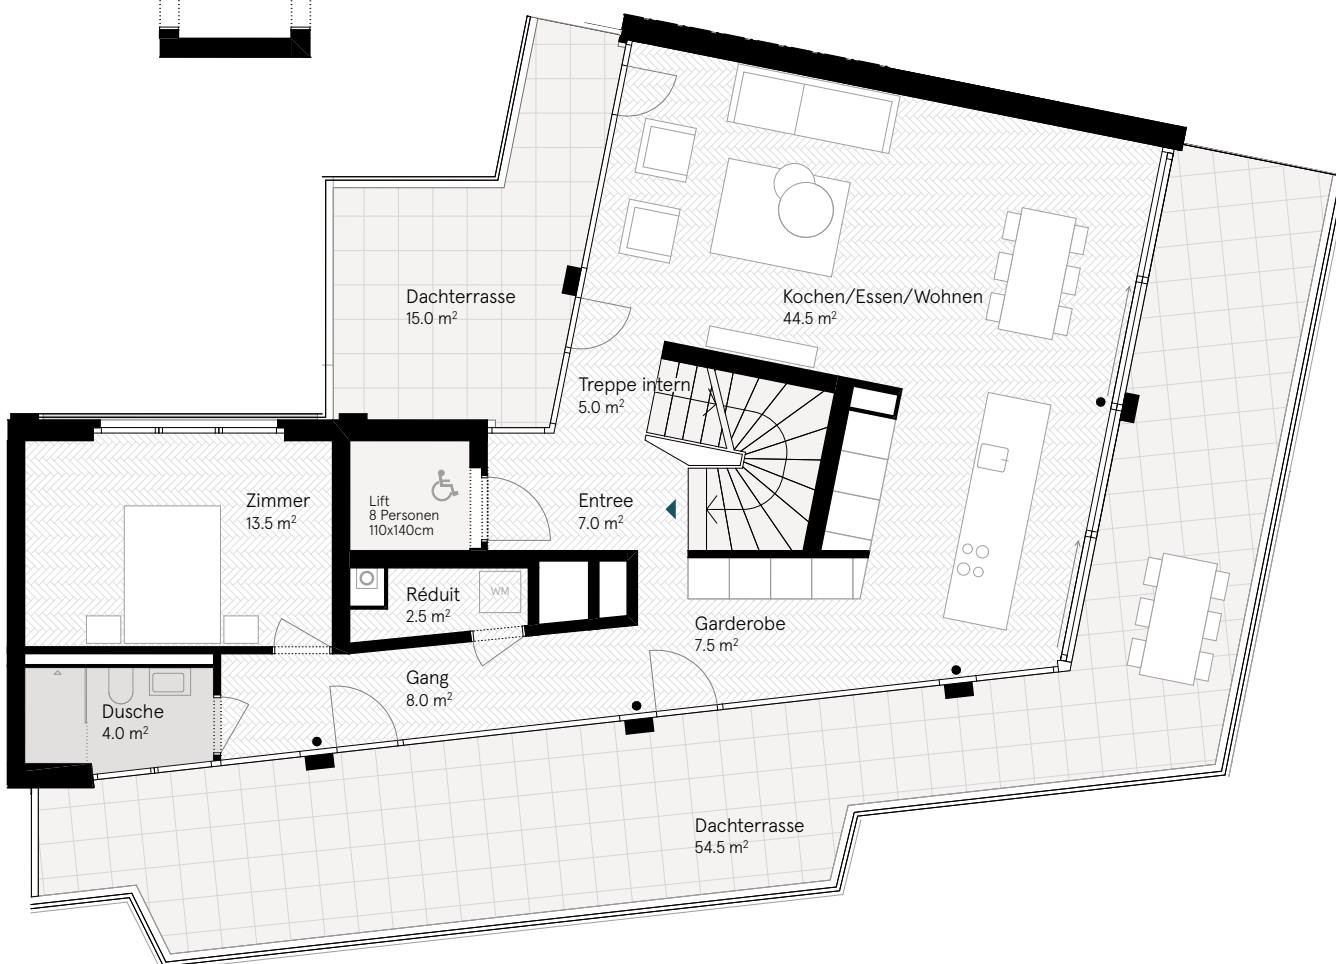 Dachterrasse
15.0 m²
Kochen/Essen/Wohnen
44.5 m²
Treppe intern
5.0 m²
Zimmer
13.5 m²
Lift
8 Personen
110x140cm
Entree
7.0 m²
Réduit
2.5 m²
WM
Garderobe
7.5 m²
Gang
8.0 m²
Dusche
4.0 m²
Dachterrasse
54.5 m²